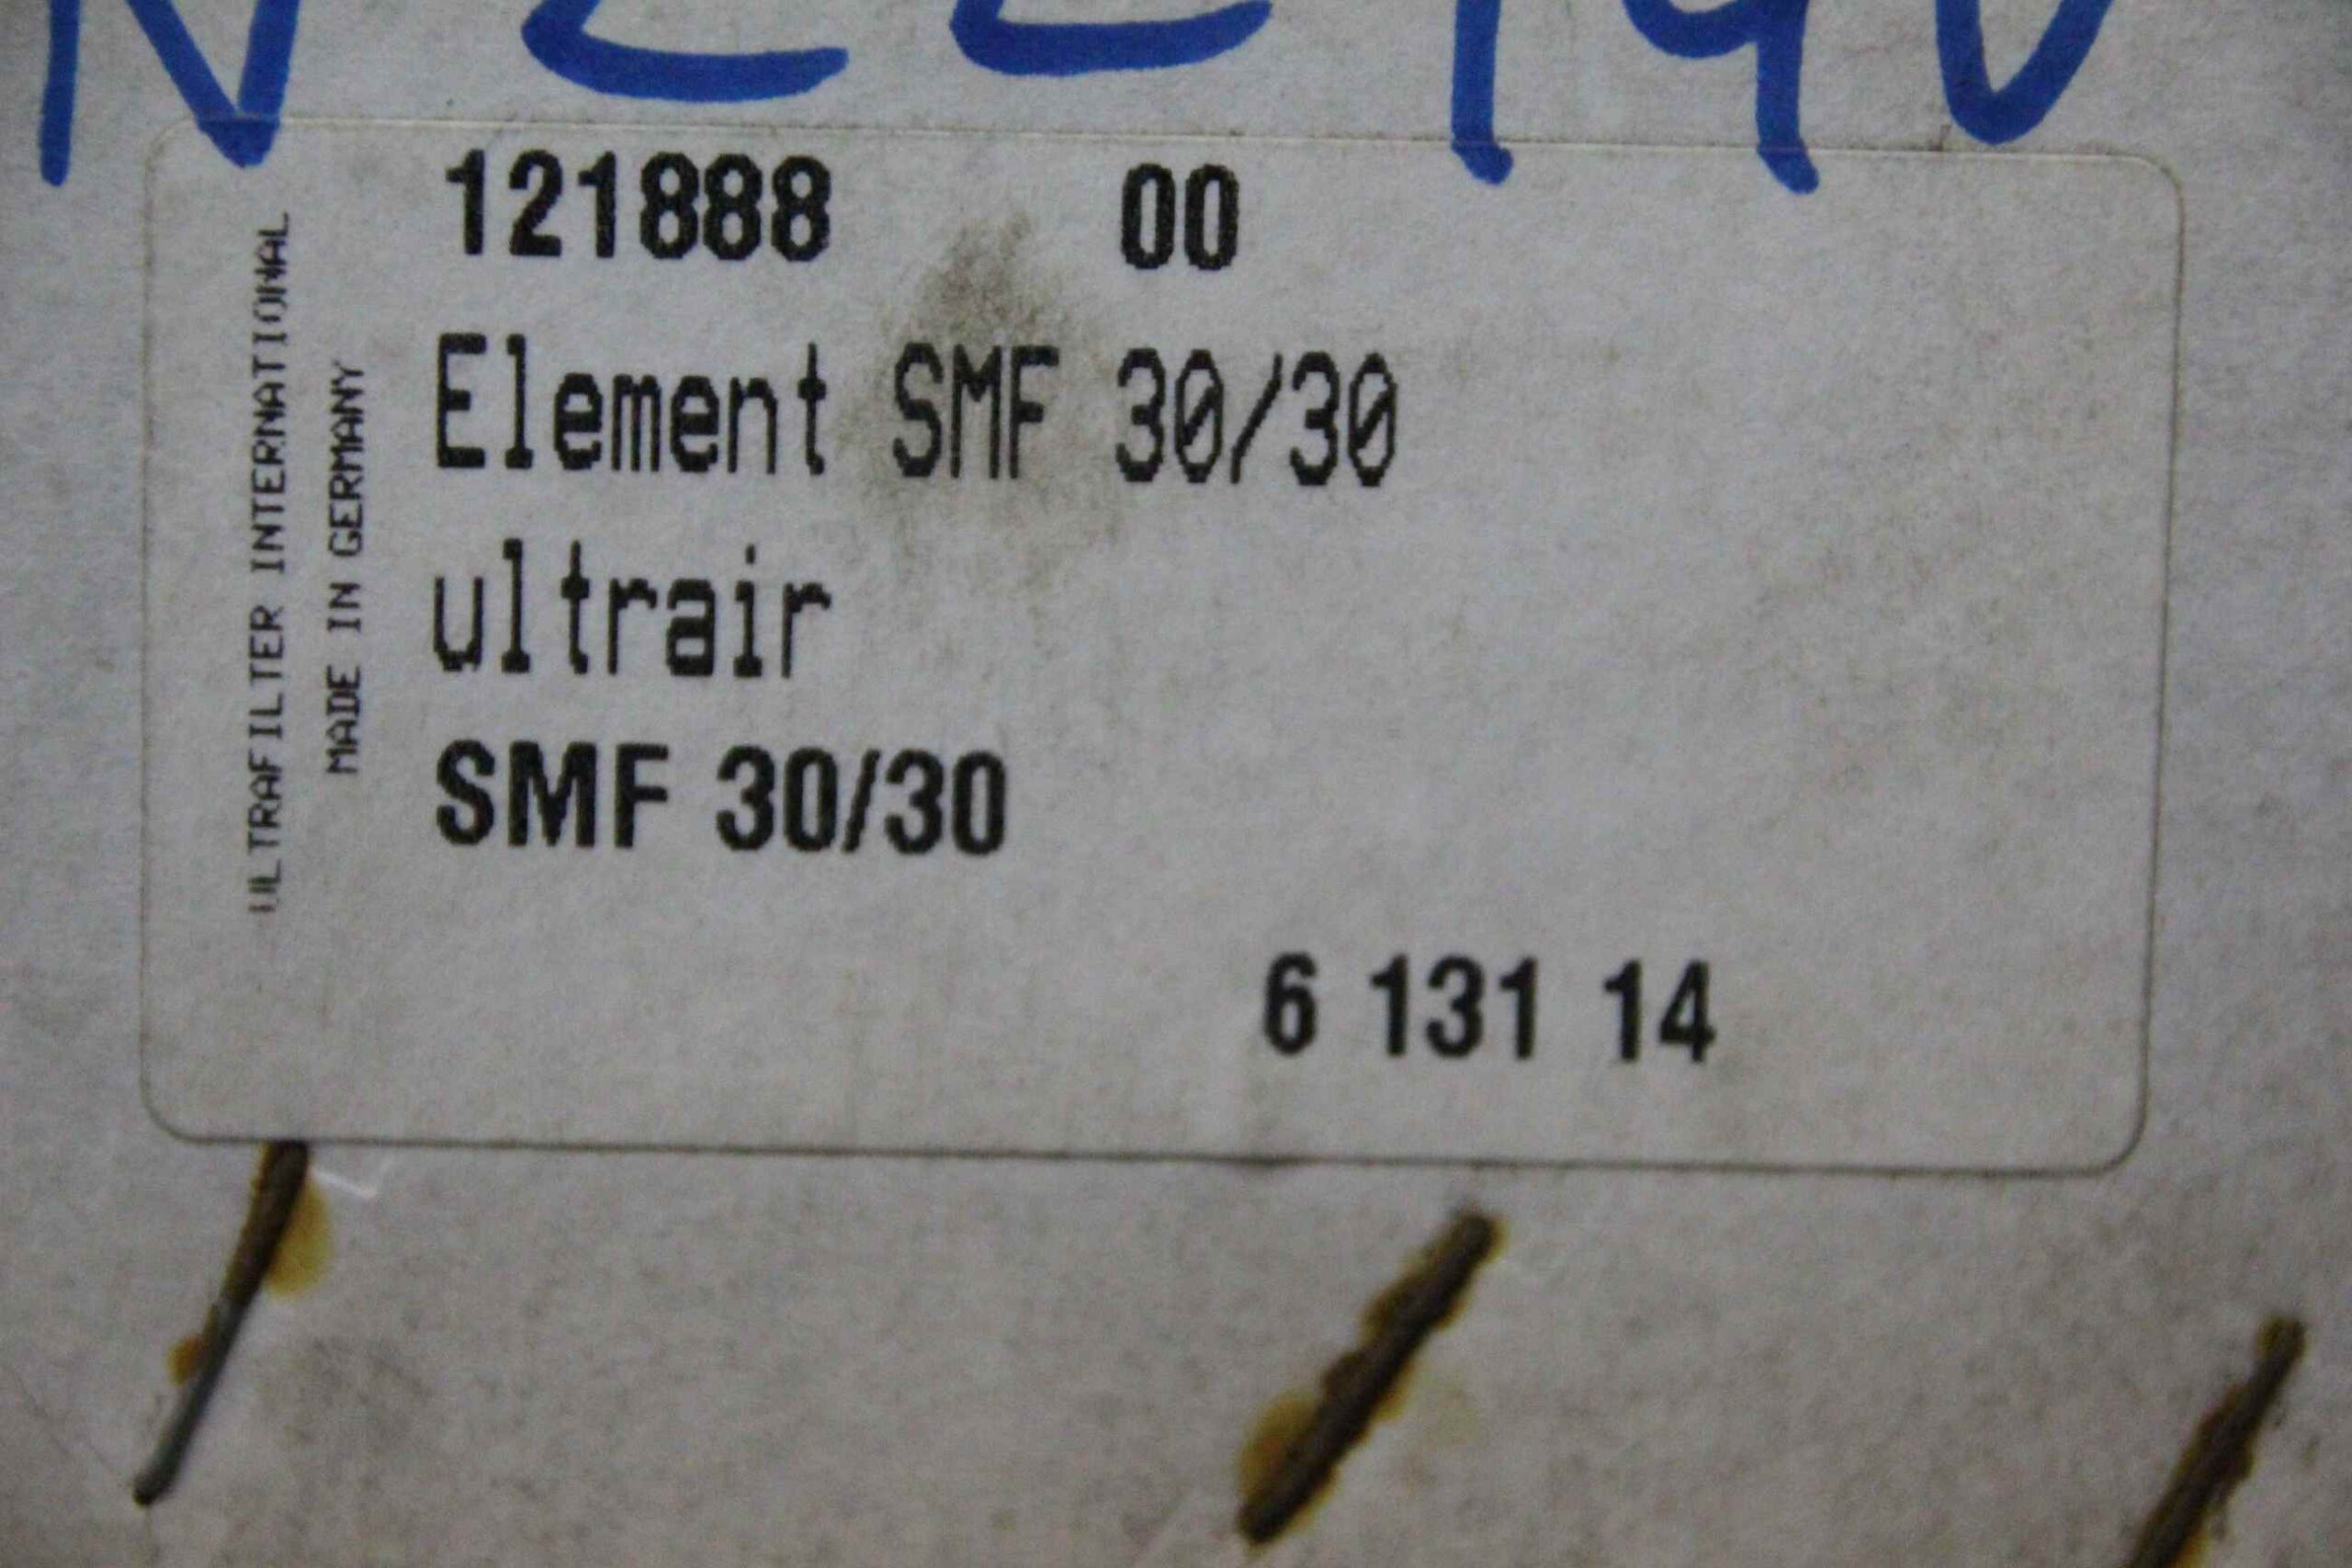 121888 00
Element SMF 30/30
ultrair
SMF 30/30
6 131 14
ULTRAFILTER INTERNATIONAL
MADE IN GERMANY